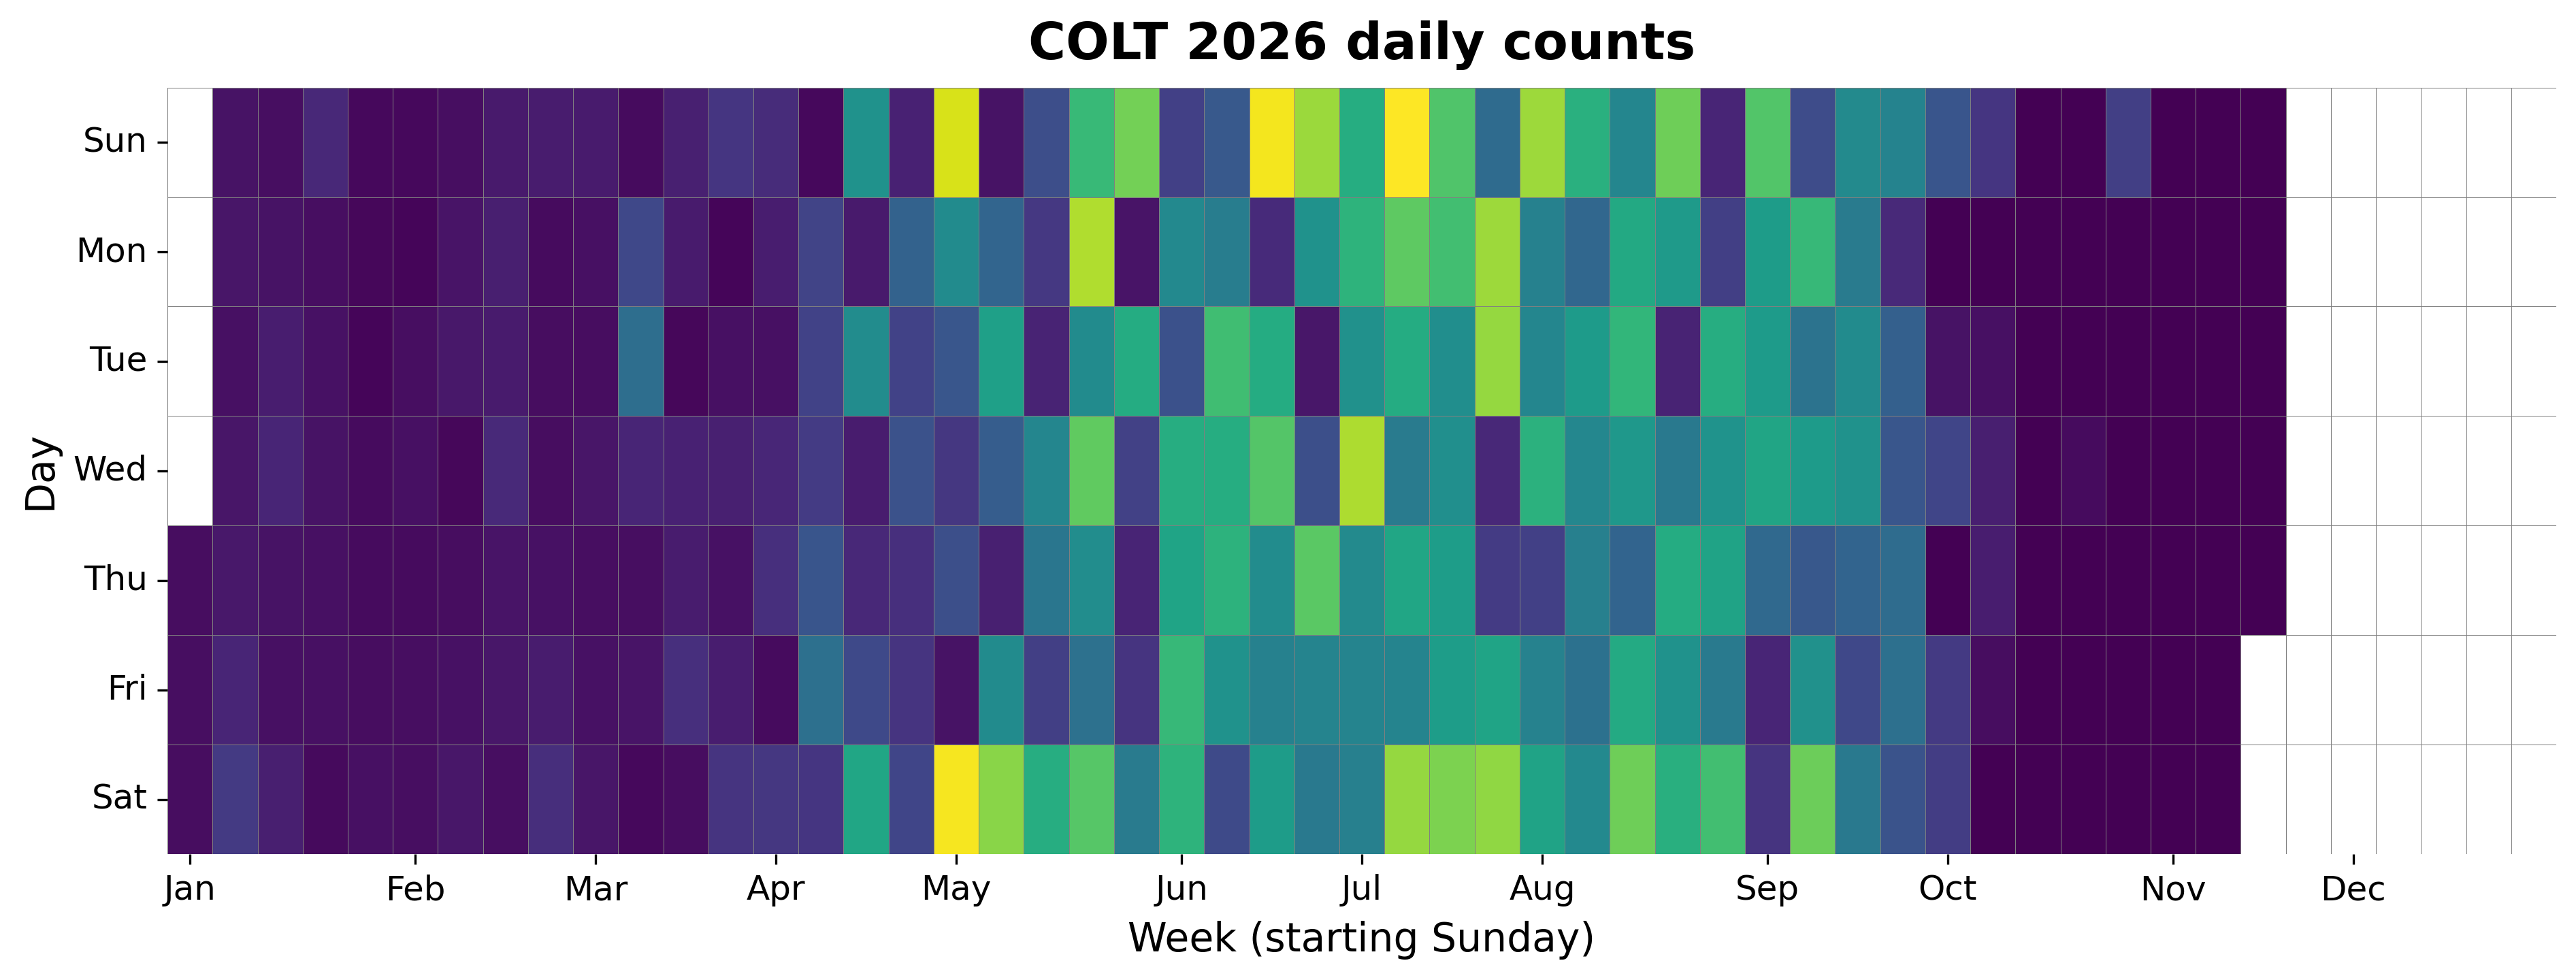 COLT 2026 daily counts
Day
Sun
Mon
Tue
Wed
Thu
Fri
Sat
Jan Feb Mar Apr May Jun Jul Aug Sep Oct Nov Dec
Week (starting Sunday)